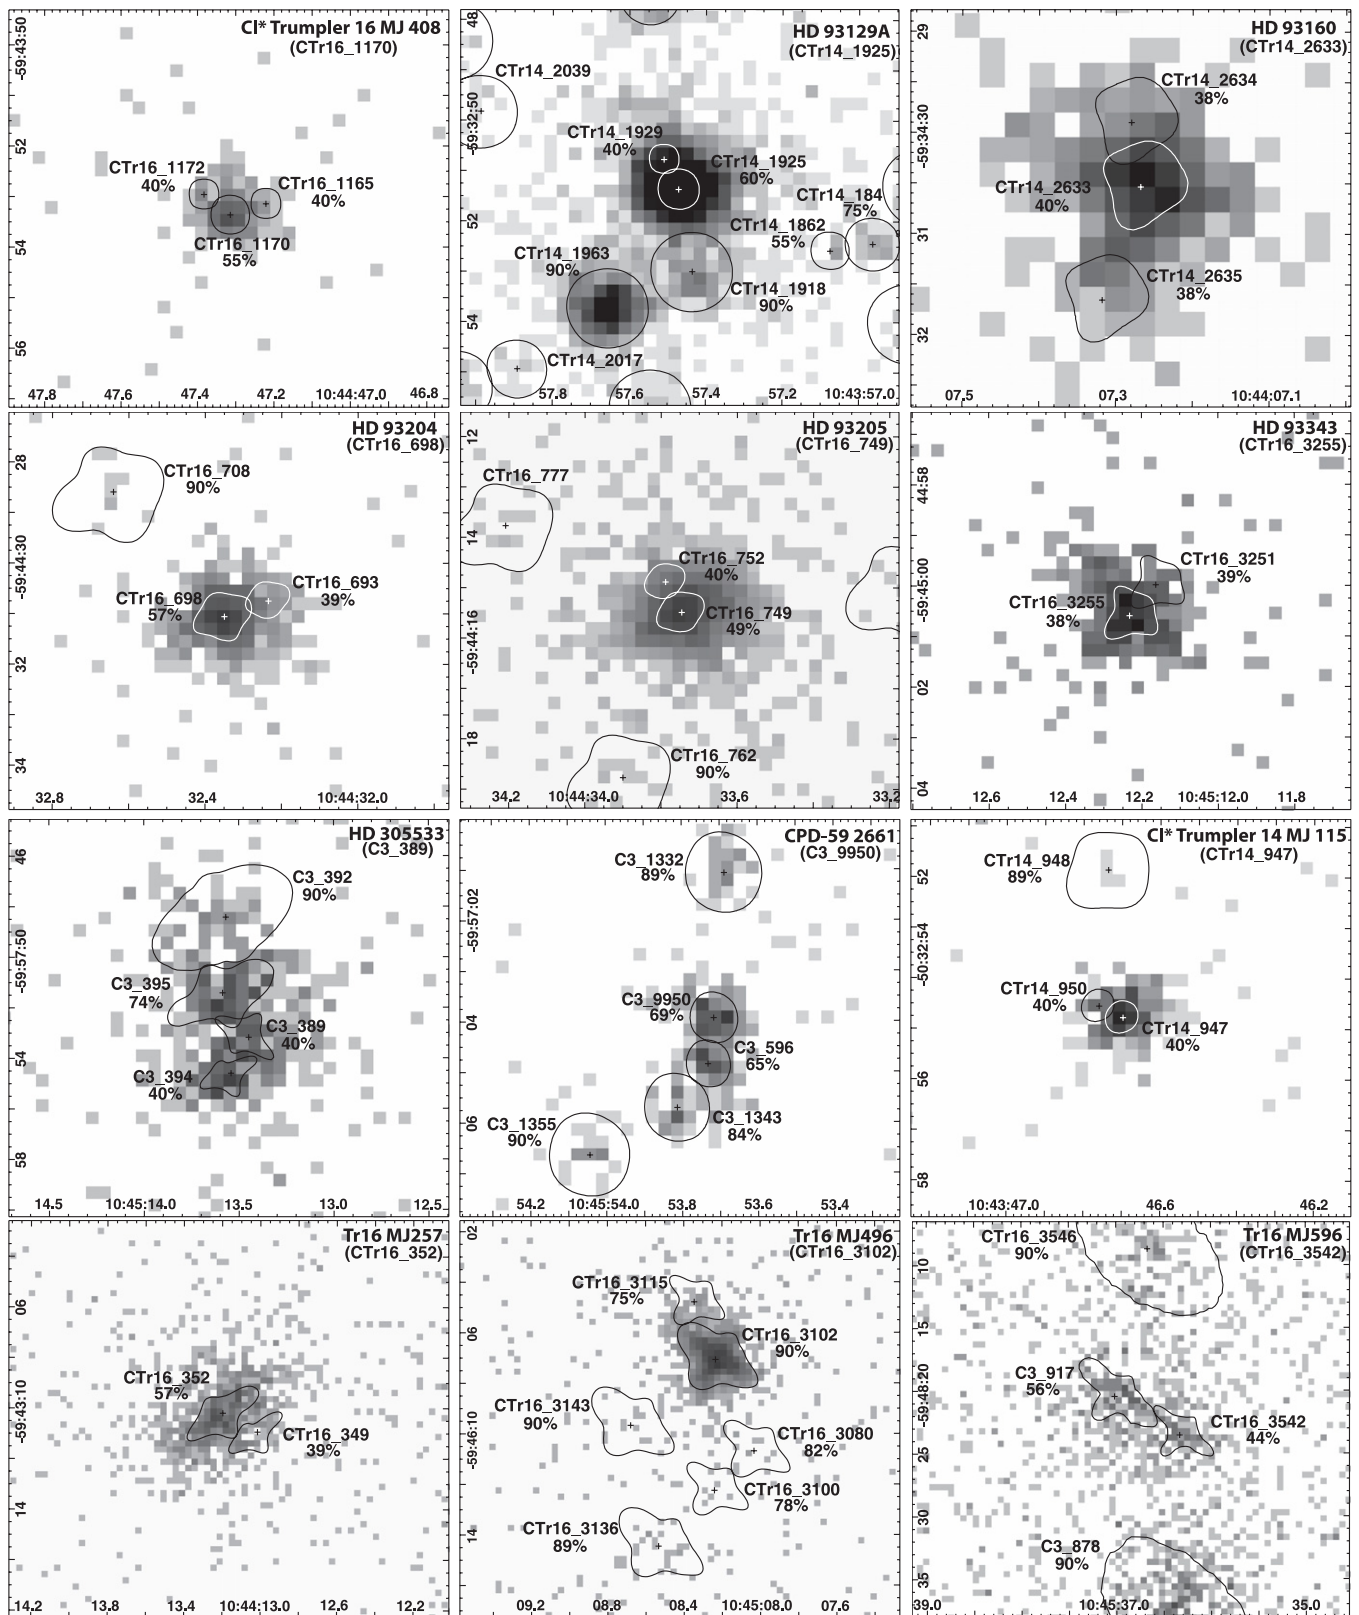 Cl* Trumpler 16 MJ 408
(CTr16_1170)
-59:43:50
52
54
56
CTr16_1172
40%
CTr16_1165
40%
CTr16_1170
55%
47.8
47.6
47.4
47.2
10:44:47.0
46.8
HD 93129A
(CTr14_1925)
48
-59:32:50
52
54
CTr14_2039
CTr14_1929
40%
CTr14_1925
60%
CTr14_184
75%
CTr14_1862
55%
CTr14_1963
90%
CTr14_1918
90%
CTr14_2017
57.8
57.6
57.4
57.2
10:43:57.0
HD 93160
(CTr14_2633)
29
-59:34:30
31
32
CTr14_2634
38%
CTr14_2633
40%
CTr14_2635
38%
07.5
07.3
10:44:07.1
HD 93204
(CTr16_698)
28
-59:44:30
32
34
CTr16_708
90%
CTr16_693
39%
CTr16_698
57%
32.8
32.4
10:44:32.0
HD 93205
(CTr16_749)
12
14
-59:44:16
18
CTr16_777
CTr16_752
40%
CTr16_749
49%
CTr16_762
90%
34.2
10:44:34.0
33.6
33.2
HD 93343
(CTr16_3255)
44:58
-59:45:00
02
04
CTr16_3251
39%
CTr16_3255
38%
12.6
12.4
12.2
10:45:12.0
11.8
HD 305533
(C3_389)
46
-59:57:50
54
58
C3_392
90%
C3_395
74%
C3_389
40%
C3_394
40%
14.5
10:45:14.0
13.5
13.0
12.5
CPD-59 2661
(C3_9950)
-59:57:02
04
06
C3_1332
89%
C3_9950
69%
C3_596
65%
C3_1343
84%
C3_1355
90%
54.2
10:45:54.0
53.8
53.6
53.4
Cl* Trumpler 14 MJ 115
(CTr14_947)
52
-50:32:54
56
58
CTr14_948
89%
CTr14_950
40%
CTr14_947
40%
10:43:47.0
46.6
46.2
Tr16 MJ257
(CTr16_352)
06
-59:43:10
14
CTr16_352
57%
CTr16_349
39%
14.2
13.8
13.4
10:44:13.0
12.6
12.2
Tr16 MJ496
(CTr16_3102)
02
06
-59:46:10
14
CTr16_3115
75%
CTr16_3102
90%
CTr16_3143
90%
CTr16_3080
82%
CTr16_3100
78%
CTr16_3136
89%
09.2
08.8
08.4
10:45:08.0
07.6
Tr16 MJ596
(CTr16_3542)
10
15
-59:48:20
25
30
35
CTr16_3546
90%
C3_917
56%
CTr16_3542
44%
C3_878
90%
39.0
10:45:37.0
35.0